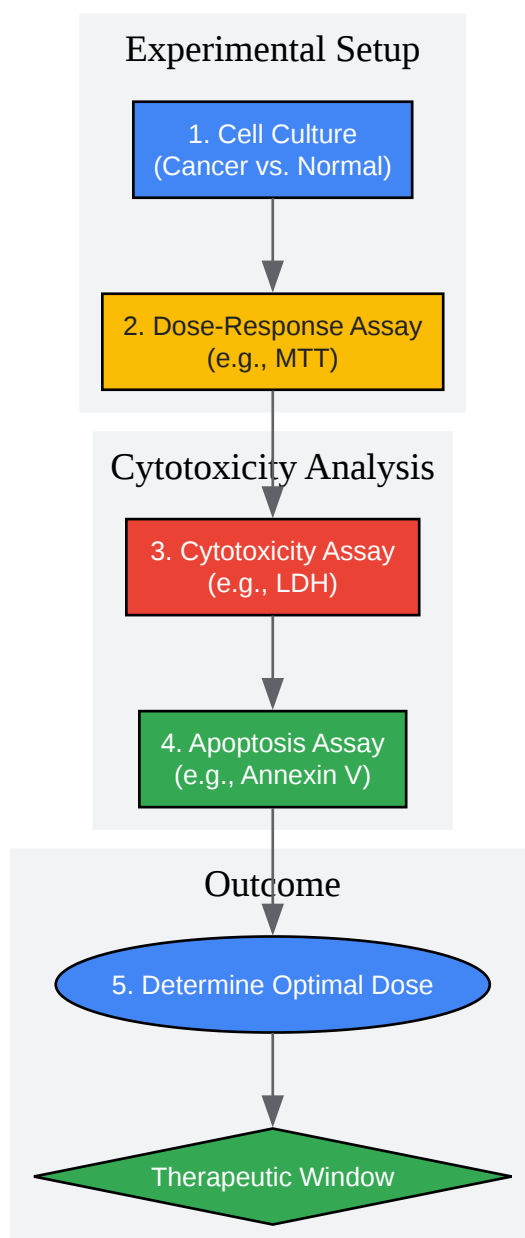 Experimental Setup
1. Cell Culture
(Cancer vs. Normal)
2. Dose-Response Assay
(e.g., MTT)
Cytotoxicity Analysis
3. Cytotoxicity Assay
(e.g., LDH)
4. Apoptosis Assay
(e.g., Annexin V)
Outcome
5. Determine Optimal Dose
Therapeutic Window